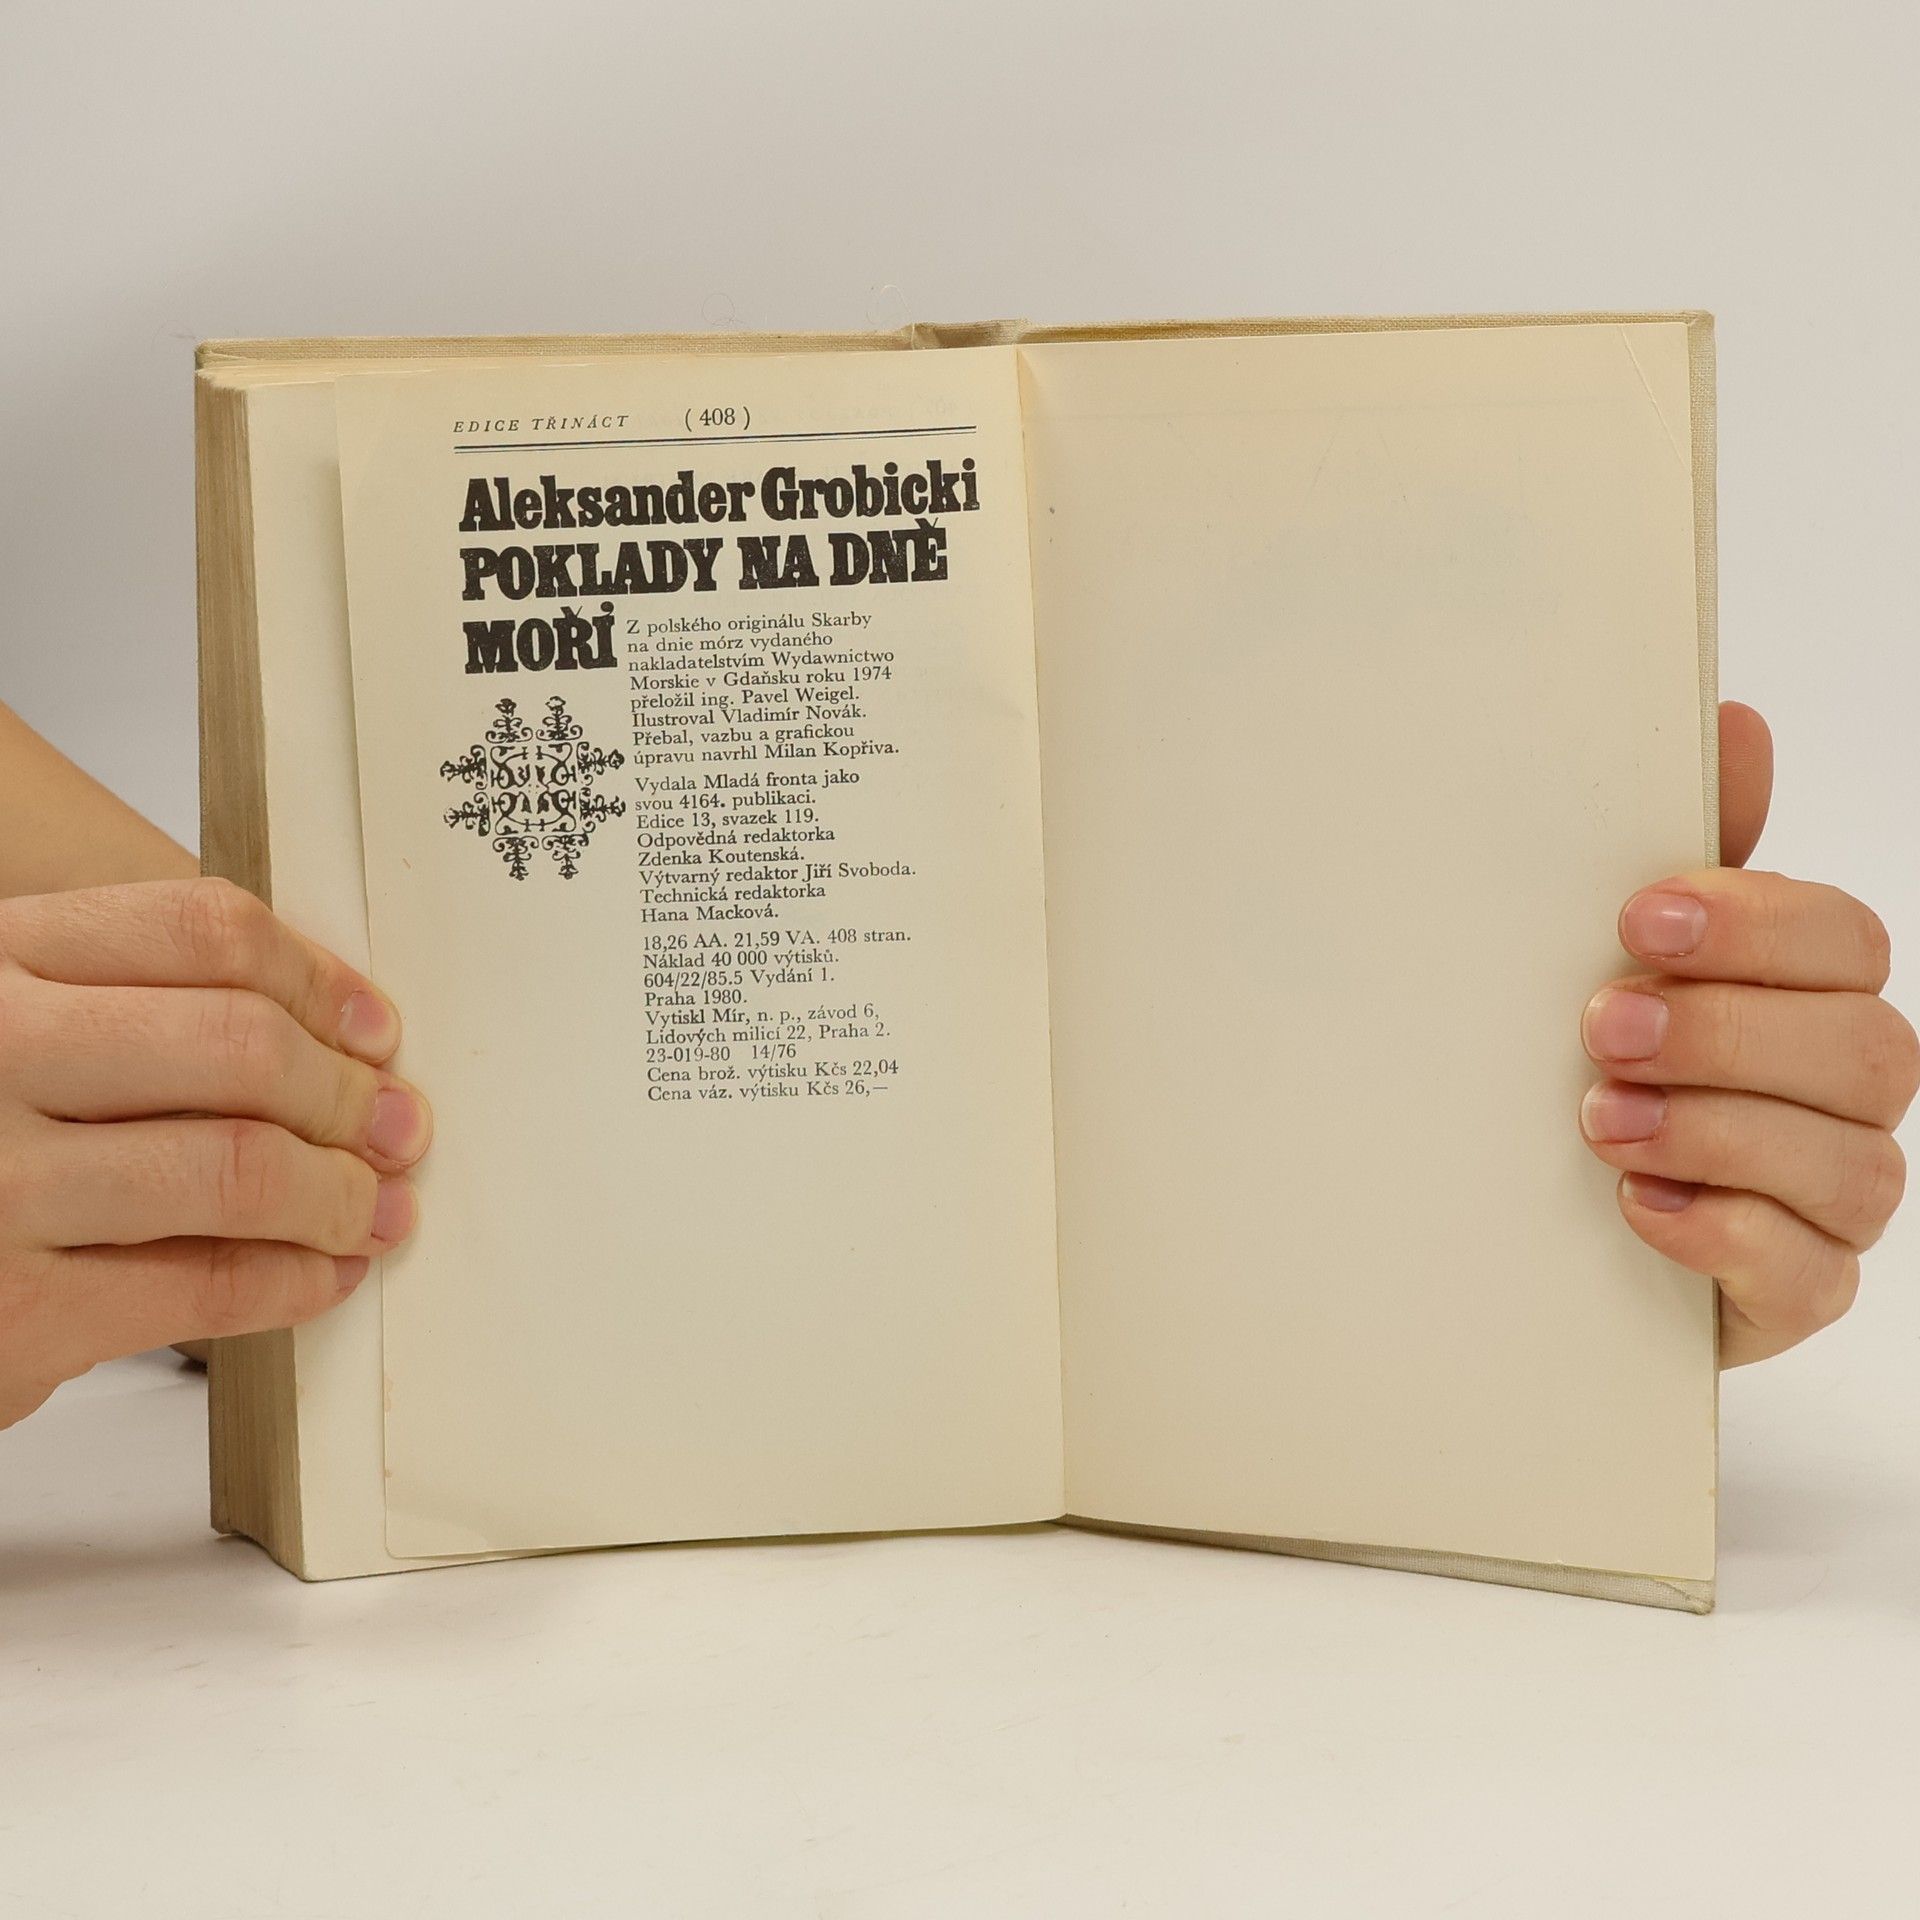 EDICE TŘINÁCT (408)
Aleksander Grobicki
POKLADY NA DNĚ
MOŘÍ
Z polského originálu Skarby
na dnie mórz vydaného
nakladatelstvím Wydawnictwo
Morskie v Gdaňsku roku 1974
přeložil ing. Pavel Weigel.
Ilustroval Vladimír Novák.
Přebal, vazbu a grafickou
úpravu navrhl Milan Kopřiva.
Vydala Mladá fronta jako
svou 4164. publikaci.
Edice 13, svazek 119.
Odpovědná redaktorka
Zdenka Koutenská.
Výtvarný redaktor Jiří Svoboda.
Technická redaktorka
Hana Macková.
18,26 AA. 21,59 VA. 408 stran.
Náklad 40 000 výtisků.
604/22/85.5 Vydání 1.
Praha 1980.
Vytiskl Mír, n. p., závod 6,
Lidových milicí 22, Praha 2.
23-019-80 14/76
Cena brož. výtisku Kčs 22,04
Cena váz. výtisku Kčs 26,—